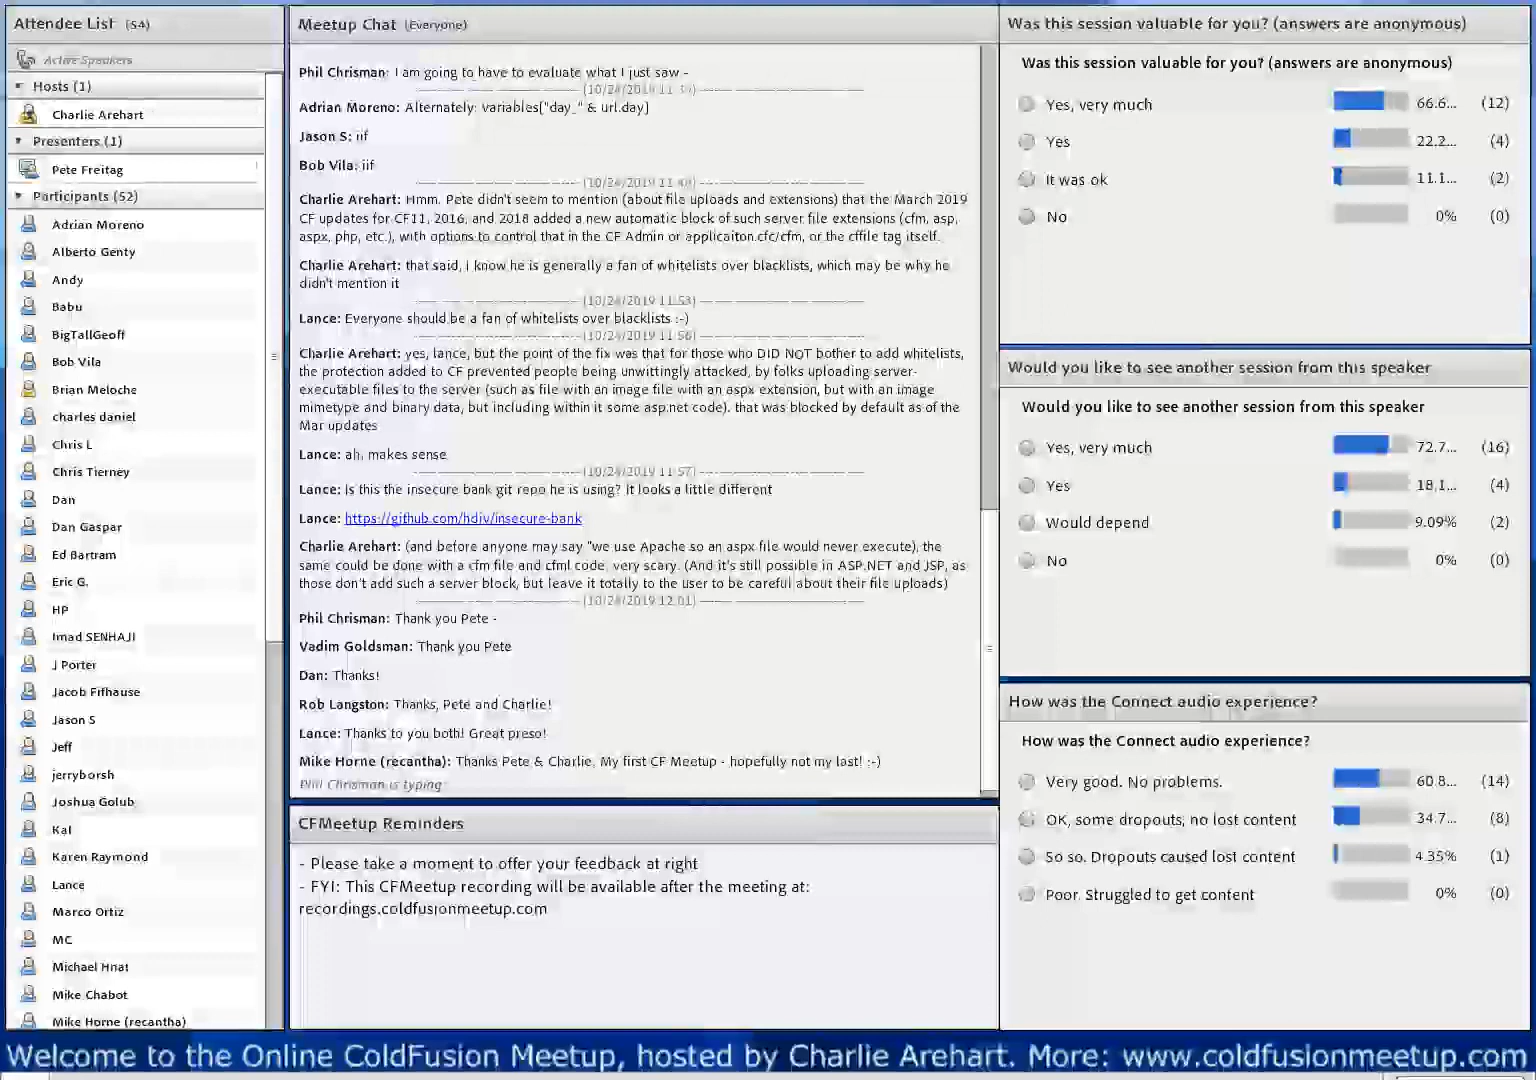 Attendee List (54)
Active Speakers
Hosts (1)
Charlie Arehart
Presenters (1)
Pete Freitag
Participants (52)
Adrian Moreno
Alberto Genty
Andy
Babu
BigTallGeoff
Bob Vila
Brian Meloche
charles daniel
Chris L
Chris Tierney
Dan
Dan Gaspar
Ed Bartram
Eric G.
HP
Imad SENHAJI
J Porter
Jacob Fifhause
Jason S
Jeff
jerryborsh
Joshua Golub
Kal
Karen Raymond
Lance
Marco Ortiz
MC
Michael Hnat
Mike Chabot
Mike Horne (recantha)
Meetup Chat (Everyone)
Phil Chrisman: I am going to have to evaluate what I just saw -
Adrian Moreno: Alternately: variables["day_" & url.day]
Jason S: iif
Bob Vila: iif
Charlie Arehart: Hmm. Pete didn't seem to mention (about file uploads and extensions) that the March 2019
CF updates for CF11, 2016, and 2018 added a new automatic block of such server file extensions (cfm, asp,
aspx, php, etc.), with options to control that in the CF Admin or applicaiton.cfc/cfm, or the cffile tag itself.
Charlie Arehart: that said, i know he is generally a fan of whitelists over blacklists, which may be why he
didn't mention it
(10/24/2019 11:53)
Lance: Everyone should be a fan of whitelists over blacklists :-)
(10/24/2019 11:56)
Charlie Arehart: yes, lance, but the point of the fix was that for those who DID NOT bother to add whitelists,
the protection added to CF prevented people being unwittingly attacked, by folks uploading server-
executable files to the server (such as file with an image file with an aspx extension, but with an image
mimetype and binary data, but including within it some asp.net code). that was blocked by default as of the
Mar updates
Lance: ah, makes sense
(10/24/2019 11:57)
Lance: Is this the insecure bank git repo he is using? It looks a little different
Lance: https://github.com/hdiv/insecure-bank
Charlie Arehart: (and before anyone may say "we use Apache so an aspx file would never execute), the
same could be done with a cfm file and cfml code. very scary. (And it's still possible in ASP.NET and JSP, as
those don't add such a server block, but leave it totally to the user to be careful about their file uploads)
(10/24/2019 12:01)
Phil Chrisman: Thank you Pete -
Vadim Goldsman: Thank you Pete
Dan: Thanks!
Rob Langston: Thanks, Pete and Charlie!
Lance: Thanks to you both! Great preso!
Mike Horne (recantha): Thanks Pete & Charlie. My first CF Meetup - hopefully not my last! :-)
Phil Chrisman is typing
CFMeetup Reminders
- Please take a moment to offer your feedback at right
- FYI: This CFMeetup recording will be available after the meeting at:
recordings.coldfusionmeetup.com
Was this session valuable for you? (answers are anonymous)
Was this session valuable for you? (answers are anonymous)
Yes, very much 66.6... (12)
Yes 22.2... (4)
It was ok 11.1... (2)
No 0% (0)
Would you like to see another session from this speaker
Would you like to see another session from this speaker
Yes, very much 72.7... (16)
Yes 18.1... (4)
Would depend 9.09% (2)
No 0% (0)
How was the Connect audio experience?
How was the Connect audio experience?
Very good. No problems. 60.8... (14)
OK, some dropouts, no lost content 34.7... (8)
So so. Dropouts caused lost content 4.35% (1)
Poor. Struggled to get content 0% (0)
Welcome to the Online ColdFusion Meetup, hosted by Charlie Arehart. More: www.coldfusionmeetup.com